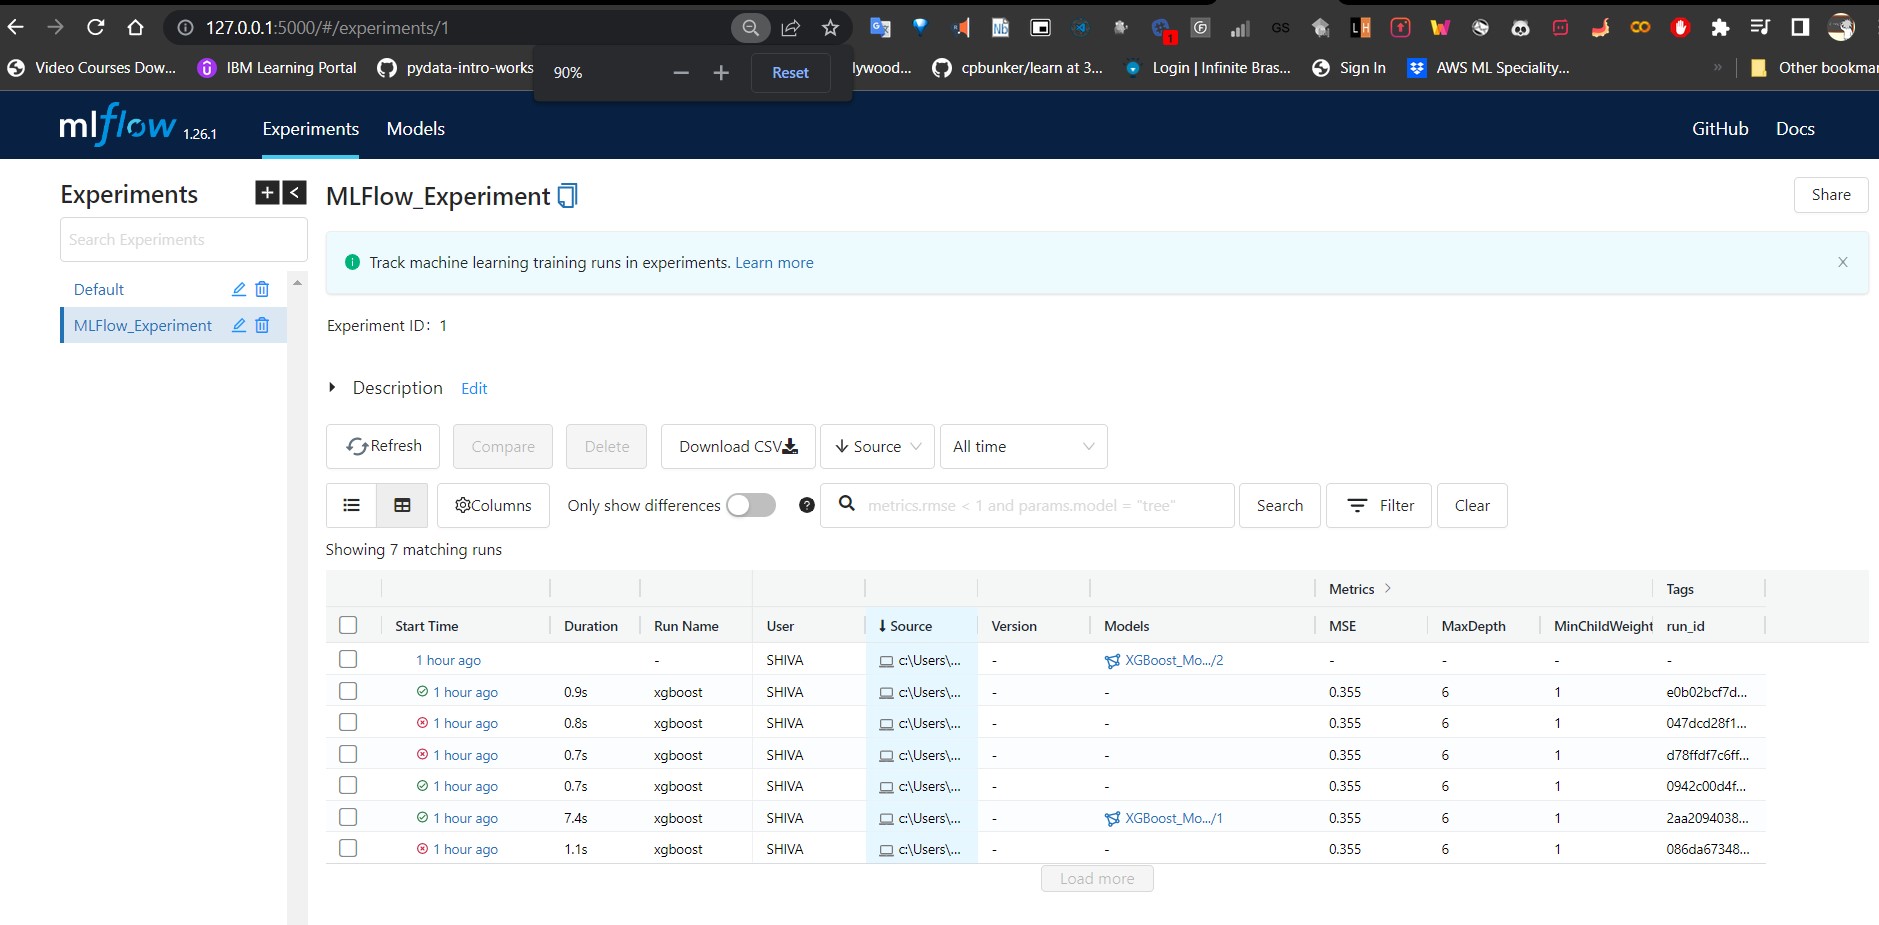 127.0.0.1:5000/#/experiments/1
GS
LH
Nb
1
Video Courses Dow...
IBM Learning Portal
pydata-intro-works
90%
Reset
lywood...
cpbunker/learn at 3...
Login | Infinite Bras...
Sign In
AWS ML Speciality,...
»
Other bookmar
mlflow 1.26.1
Experiments
Models
GitHub
Docs
Experiments
Search Experiments
Default
MLFlow_Experiment
MLFlow_Experiment
Share
Track machine learning training runs in experiments. Learn more
Experiment ID: 1
Description Edit
Refresh Compare Delete Download CSV Source All time
Columns Only show differences metrics.rmse < 1 and params.model = "tree" Search Filter Clear
Showing 7 matching runs
Metrics Tags
Start Time Duration Run Name User Source Version Models MSE MaxDepth MinChildWeight run_id
1 hour ago - SHIVA c:\Users\... - XGBoost_Mo.../2 - - - -
1 hour ago 0.9s xgboost SHIVA c:\Users\... - - 0.355 6 1 e0b02bcf7d...
1 hour ago 0.8s xgboost SHIVA c:\Users\... - - 0.355 6 1 047dcd28f1...
1 hour ago 0.7s xgboost SHIVA c:\Users\... - - 0.355 6 1 d78ffdf7c6ff...
1 hour ago 0.7s xgboost SHIVA c:\Users\... - - 0.355 6 1 0942c00d4f...
1 hour ago 7.4s xgboost SHIVA c:\Users\... - XGBoost_Mo.../1 0.355 6 1 2aa2094038...
1 hour ago 1.1s xgboost SHIVA c:\Users\... - - 0.355 6 1 086da67348...
Load more